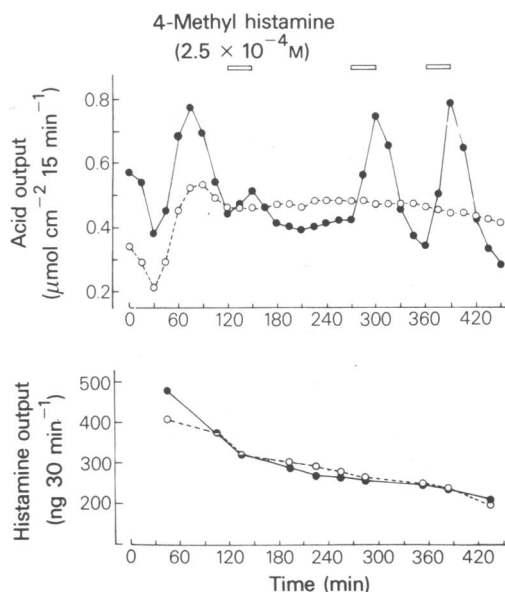 4-Methyl histamine
(2.5 × 10⁻⁴M)
Acid output
(μmol cm⁻² 15 min⁻¹)
0.8
0.6
0.4
0.2
0 60 120 180 240 300 360 420
Histamine output
(ng 30 min⁻¹)
500
400
300
200
0 60 120 180 240 300 360 420
Time (min)